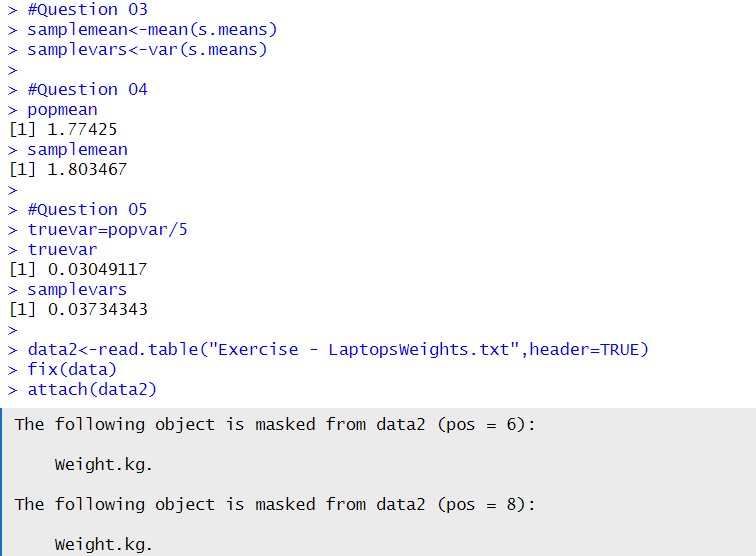 > #Question 03
> samplemean<-mean(s.means)
> samplevars<-var(s.means)
>
> #Question 04
> popmean
[1] 1.77425
> samplemean
[1] 1.803467
>
> #Question 05
> truevar=popvar/5
> truevar
[1] 0.03049117
> samplevars
[1] 0.03734343
>
> data2<-read.table("Exercise - LaptopsWeights.txt",header=TRUE)
> fix(data)
> attach(data2)
The following object is masked from data2 (pos = 6):
Weight.kg.
The following object is masked from data2 (pos = 8):
Weight.kg.